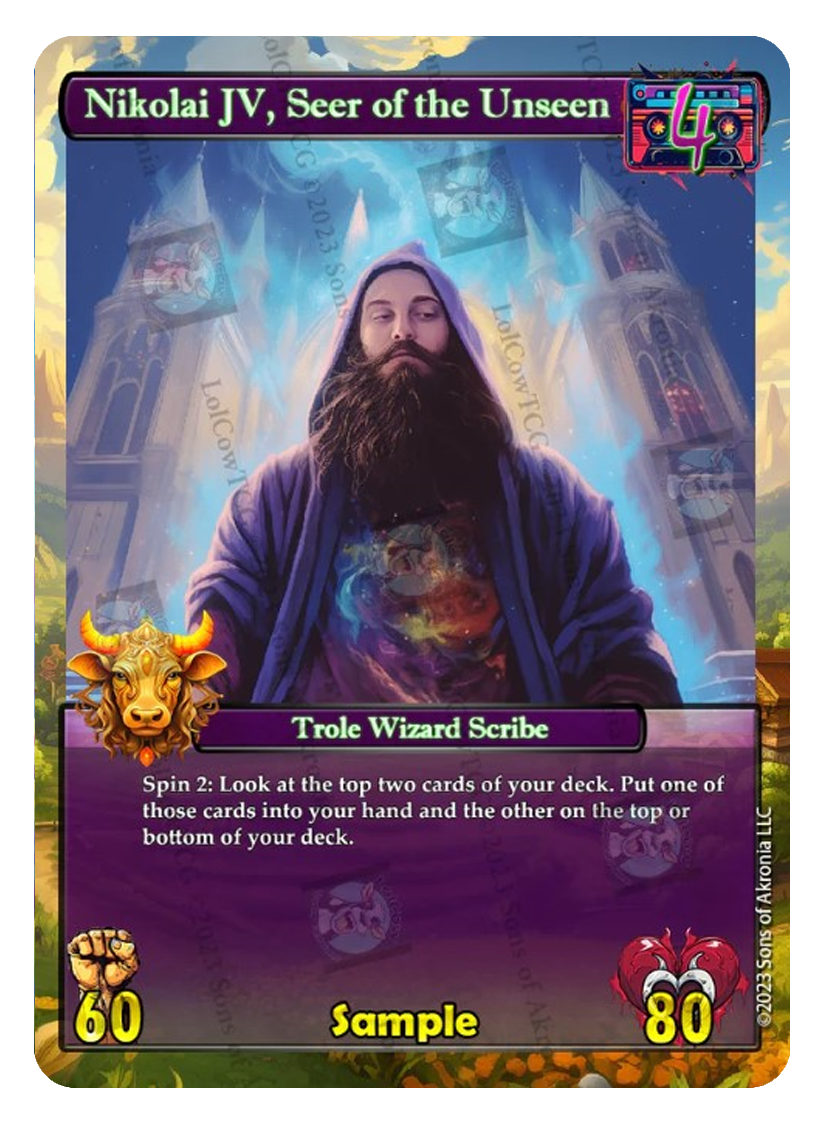 Nikolai JV, Seer of the Unseen
4
LolCowTCG
LolCowTCG
Trole Wizard Scribe
Spin 2: Look at the top two cards of your deck. Put one of
those cards into your hand and the other on the top or
bottom of your deck.
60
Sample
80
©2023 Sons of Akronia LLC